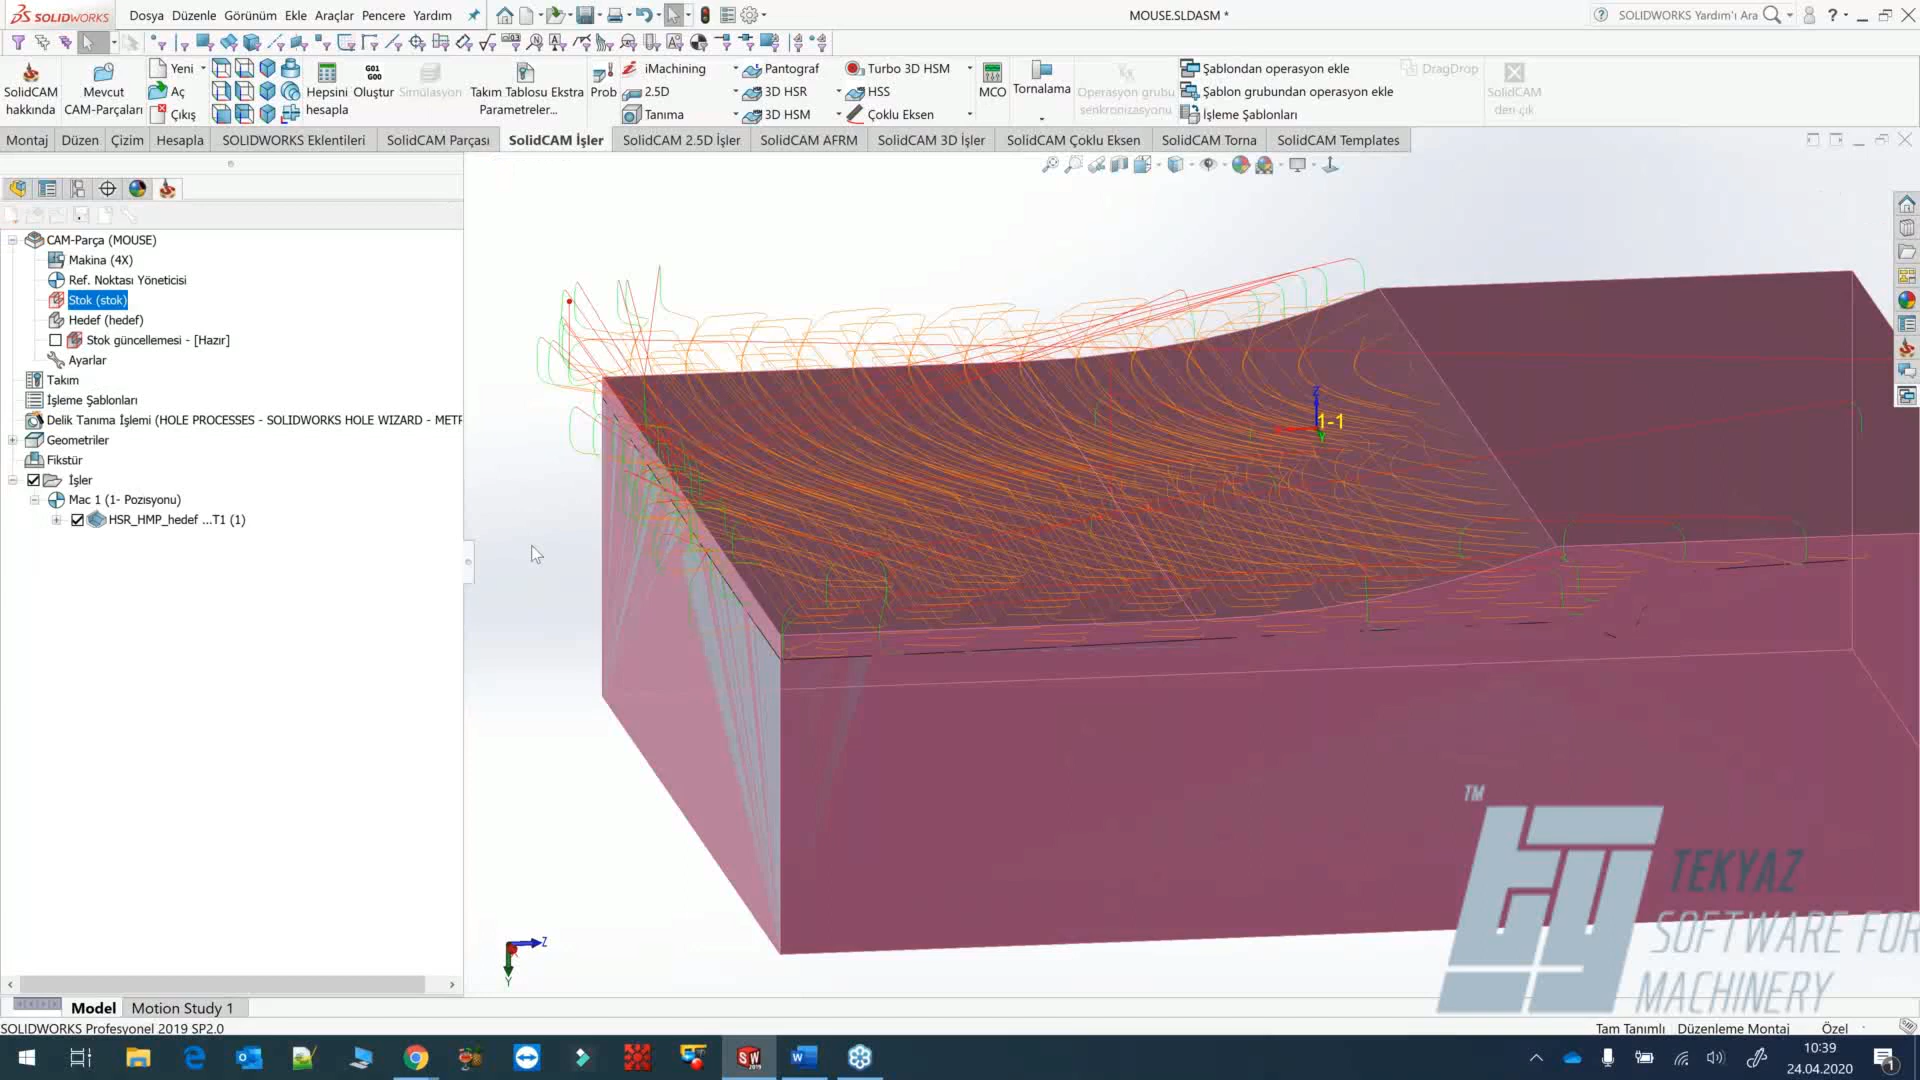 SOLIDWORKS
Dosya Düzenle Görünüm Ekle Araçlar Pencere Yardım
MOUSE.SLDASM *
SOLIDWORKS Yardım'ı Ara
SolidCAM hakkında
Mevcut CAM-Parçaları
Yeni
Aç
Çıkış
Hepsini hesapla
G01 G00
Oluştur
Simülasyon
Takım Tablosu Ekstra Parametreler...
Prob
iMachining
2.5D
Tanıma
Pantograf
3D HSR
3D HSM
Turbo 3D HSM
HSS
Çoklu Eksen
MCO
Tornalama
Operasyon grubu senkronizasyonu
Şablondan operasyon ekle
Şablon grubundan operasyon ekle
İşleme Şablonları
DragDrop
SolidCAM den çık
Montaj Düzen Çizim Hesapla SOLIDWORKS Eklentileri SolidCAM Parçası SolidCAM İşler SolidCAM 2.5D İşler SolidCAM AFRM SolidCAM 3D İşler SolidCAM Çoklu Eksen SolidCAM Torna SolidCAM Templates
CAM-Parça (MOUSE)
Makina (4X)
Ref. Noktası Yöneticisi
Stok (stok)
Hedef (hedef)
Stok güncellemesi - [Hazır]
Ayarlar
Takım
İşleme Şablonları
Delik Tanıma İşlemi (HOLE PROCESSES - SOLIDWORKS HOLE WIZARD - METR
Geometriler
Fikstür
İşler
Mac 1 (1- Pozisyonu)
HSR_HMP_hedef ...T1 (1)
Z
1-1
Y
Z
Y
TM
TEKYAZ
SOFTWARE FOR
MACHINERY
Model Motion Study 1
SOLIDWORKS Profesyonel 2019 SP2.0
Tam Tanımlı Düzenleme Montaj Özel
10:39
24.04.2020